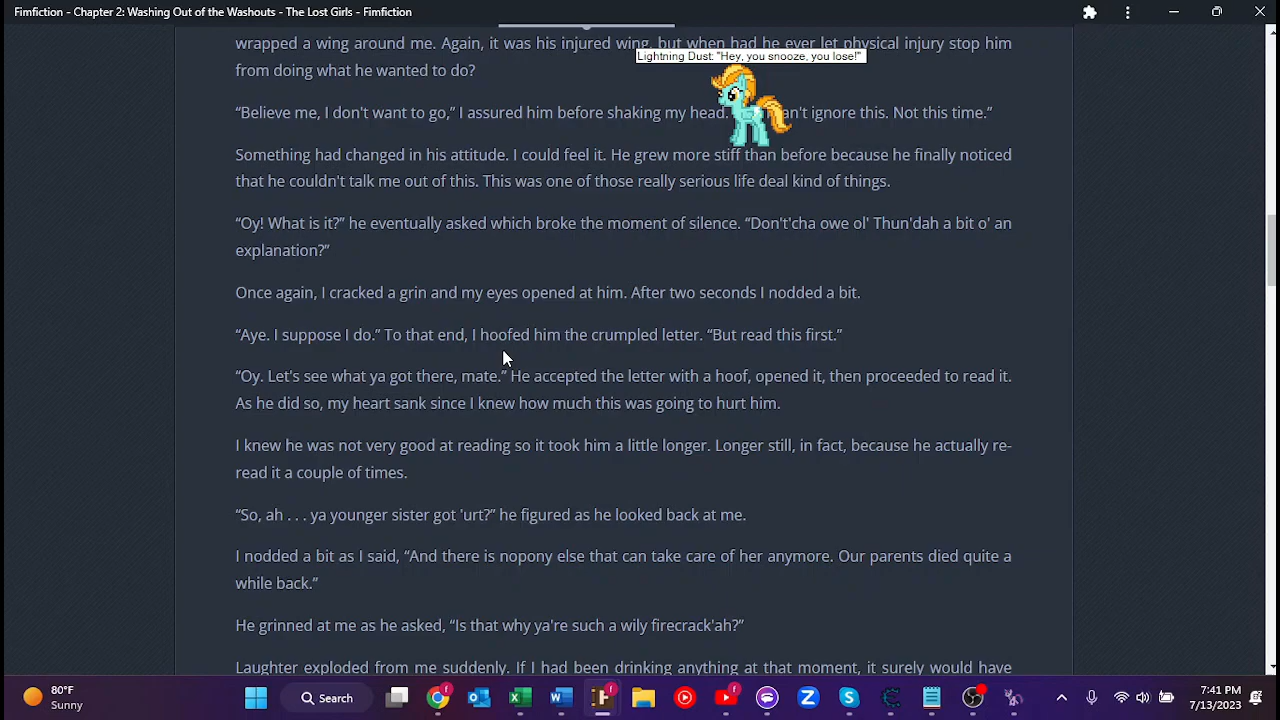 Fimfiction - Chapter 2: Washing Out of the Washouts - The Lost Girls - Fimfiction
wrapped a wing around me. Again, it was his injured wing, but when had he ever let physical injury stop him
Lightning Dust: "Hey, you snooze, you lose!"
from doing what he wanted to do?
“Believe me, I don't want to go,” I assured him before shaking my head. an't ignore this. Not this time.”
Something had changed in his attitude. I could feel it. He grew more stiff than before because he finally noticed
that he couldn't talk me out of this. This was one of those really serious life deal kind of things.
“Oy! What is it?” he eventually asked which broke the moment of silence. “Don't'cha owe ol' Thun'dah a bit o' an
explanation?”
Once again, I cracked a grin and my eyes opened at him. After two seconds I nodded a bit.
“Aye. I suppose I do.” To that end, I hoofed him the crumpled letter. “But read this first.”
“Oy. Let's see what ya got there, mate.” He accepted the letter with a hoof, opened it, then proceeded to read it.
As he did so, my heart sank since I knew how much this was going to hurt him.
I knew he was not very good at reading so it took him a little longer. Longer still, in fact, because he actually re-
read it a couple of times.
“So, ah . . . ya younger sister got 'urt?” he figured as he looked back at me.
I nodded a bit as I said, “And there is nopony else that can take care of her anymore. Our parents died quite a
while back.”
He grinned at me as he asked, “Is that why ya're such a wily firecrack'ah?”
Laughter exploded from me suddenly. If I had been drinking anything at that moment, it surely would have
80°F
Sunny
Search
7:41 PM
7/13/2023